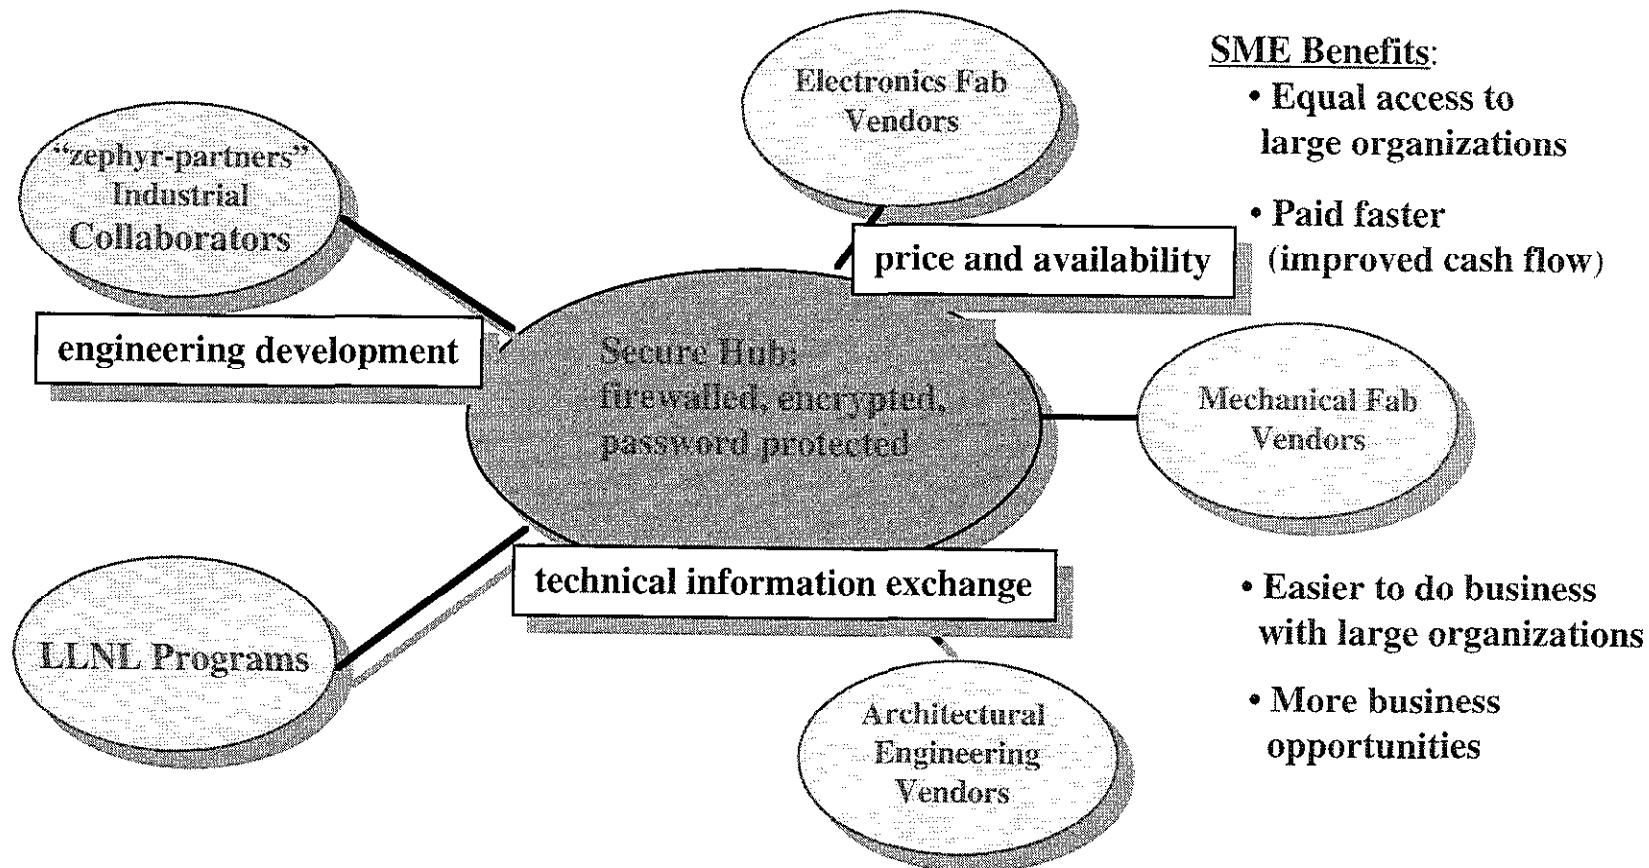 Electronics Fab
Vendors
"zephyr-partners"
Industrial
Collaborators
price and availability
engineering development
Secure Hub:
firewalled, encrypted,
password protected
Mechanical Fab
Vendors
technical information exchange
LLNL Programs
Architectural
Engineering
Vendors
SME Benefits:
• Equal access to
large organizations
• Paid faster
(improved cash flow)
• Easier to do business
with large organizations
• More business
opportunities